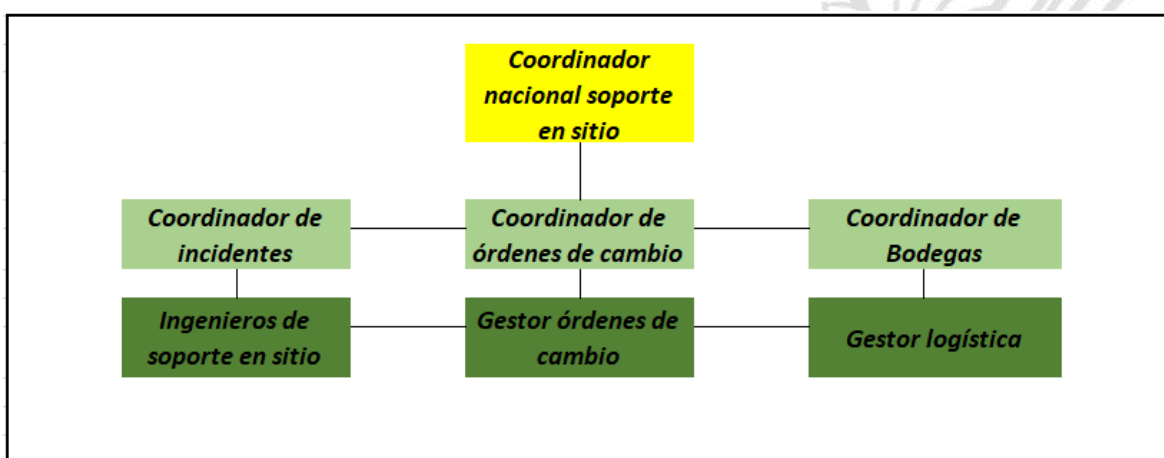 Coordinador
nacional soporte
en sitio
Coordinador de
incidentes
Coordinador de
órdenes de cambio
Coordinador de
Bodegas
Ingenieros de
soporte en sitio
Gestor órdenes de
cambio
Gestor logística